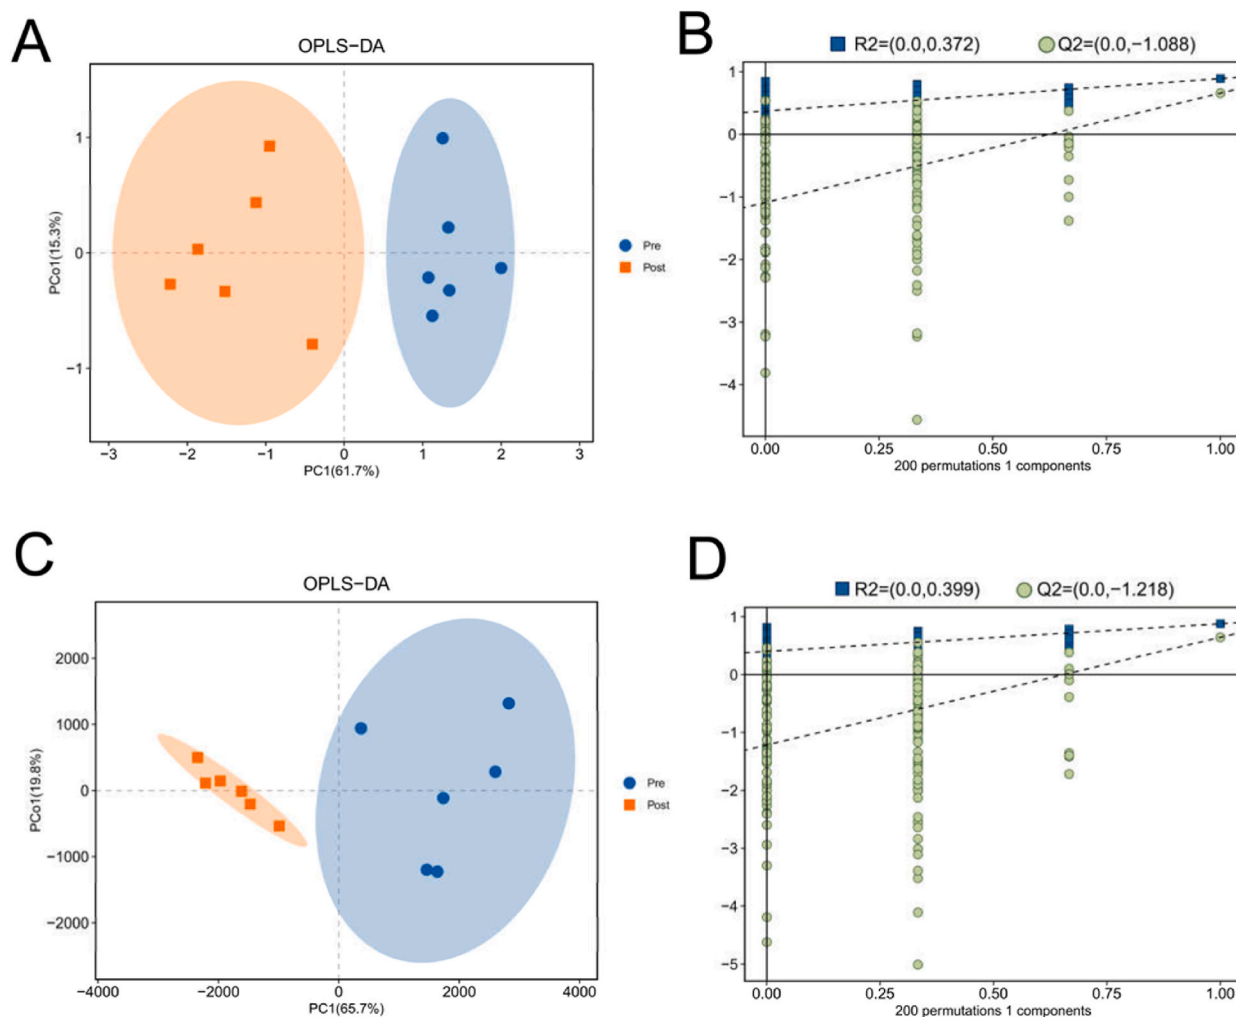 A
OPLS−DA
PCo1(15.3%)
1
0
−1
−3
−2
−1
0
1
2
3
PC1(61.7%)
Pre
Post
B
R2=(0.0,0.372)
Q2=(0.0,−1.088)
1
0
−1
−2
−3
−4
0.00
0.25
0.50
0.75
1.00
200 permutations 1 components
C
OPLS−DA
PCo1(19.8%)
2000
1000
0
−1000
−2000
−4000
−2000
0
2000
4000
PC1(65.7%)
Pre
Post
D
R2=(0.0,0.399)
Q2=(0.0,−1.218)
1
0
−1
−2
−3
−4
−5
0.00
0.25
0.50
0.75
1.00
200 permutations 1 components